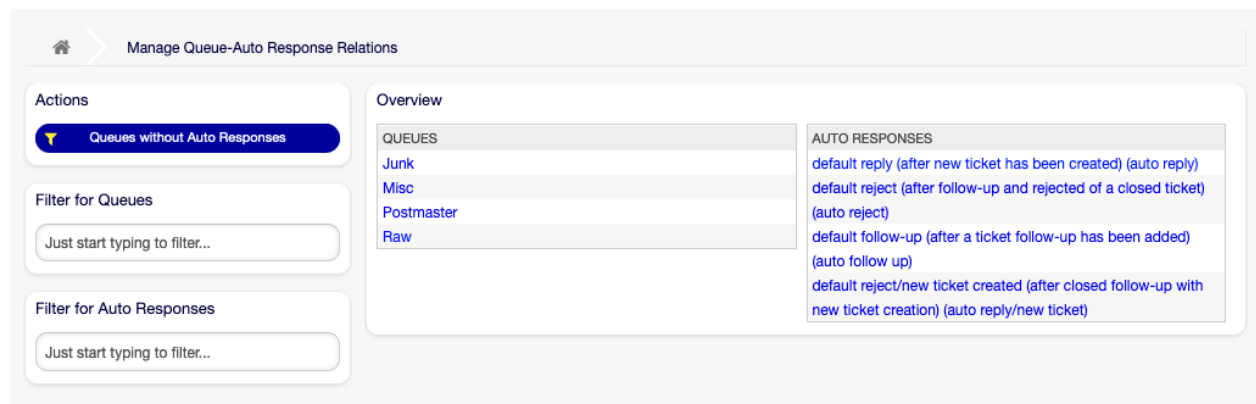 Manage Queue-Auto Response Relations
Actions
Queues without Auto Responses
Filter for Queues
Just start typing to filter...
Filter for Auto Responses
Just start typing to filter...
Overview
QUEUES
Junk
Misc
Postmaster
Raw
AUTO RESPONSES
default reply (after new ticket has been created) (auto reply)
default reject (after follow-up and rejected of a closed ticket)
(auto reject)
default follow-up (after a ticket follow-up has been added)
(auto follow up)
default reject/new ticket created (after closed follow-up with
new ticket creation) (auto reply/new ticket)